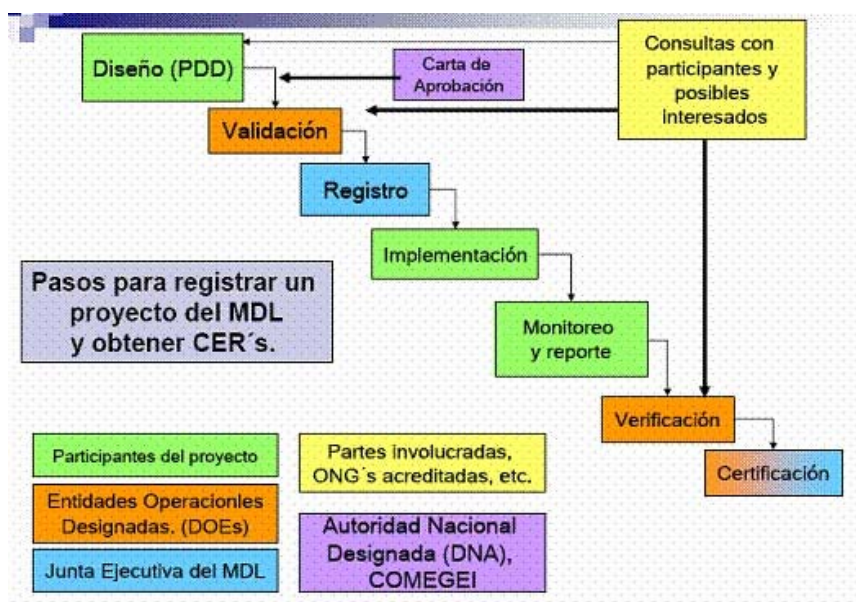 Diseño (PDD)
Carta de
Aprobación
Consultas con
participantes y
posibles
interesados
Validación
Registro
Implementación
Pasos para registrar un
proyecto del MDL
y obtener CER´s.
Monitoreo
y reporte
Verificación
Certificación
Participantes del proyecto
Partes involucradas,
ONG´s acreditadas, etc.
Entidades Operacionles
Designadas. (DOEs)
Autoridad Nacional
Designada (DNA),
COMEGEI
Junta Ejecutiva del MDL